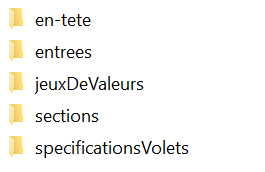 en-tete
entrees
jeuxDeValeurs
sections
specificationsVolets